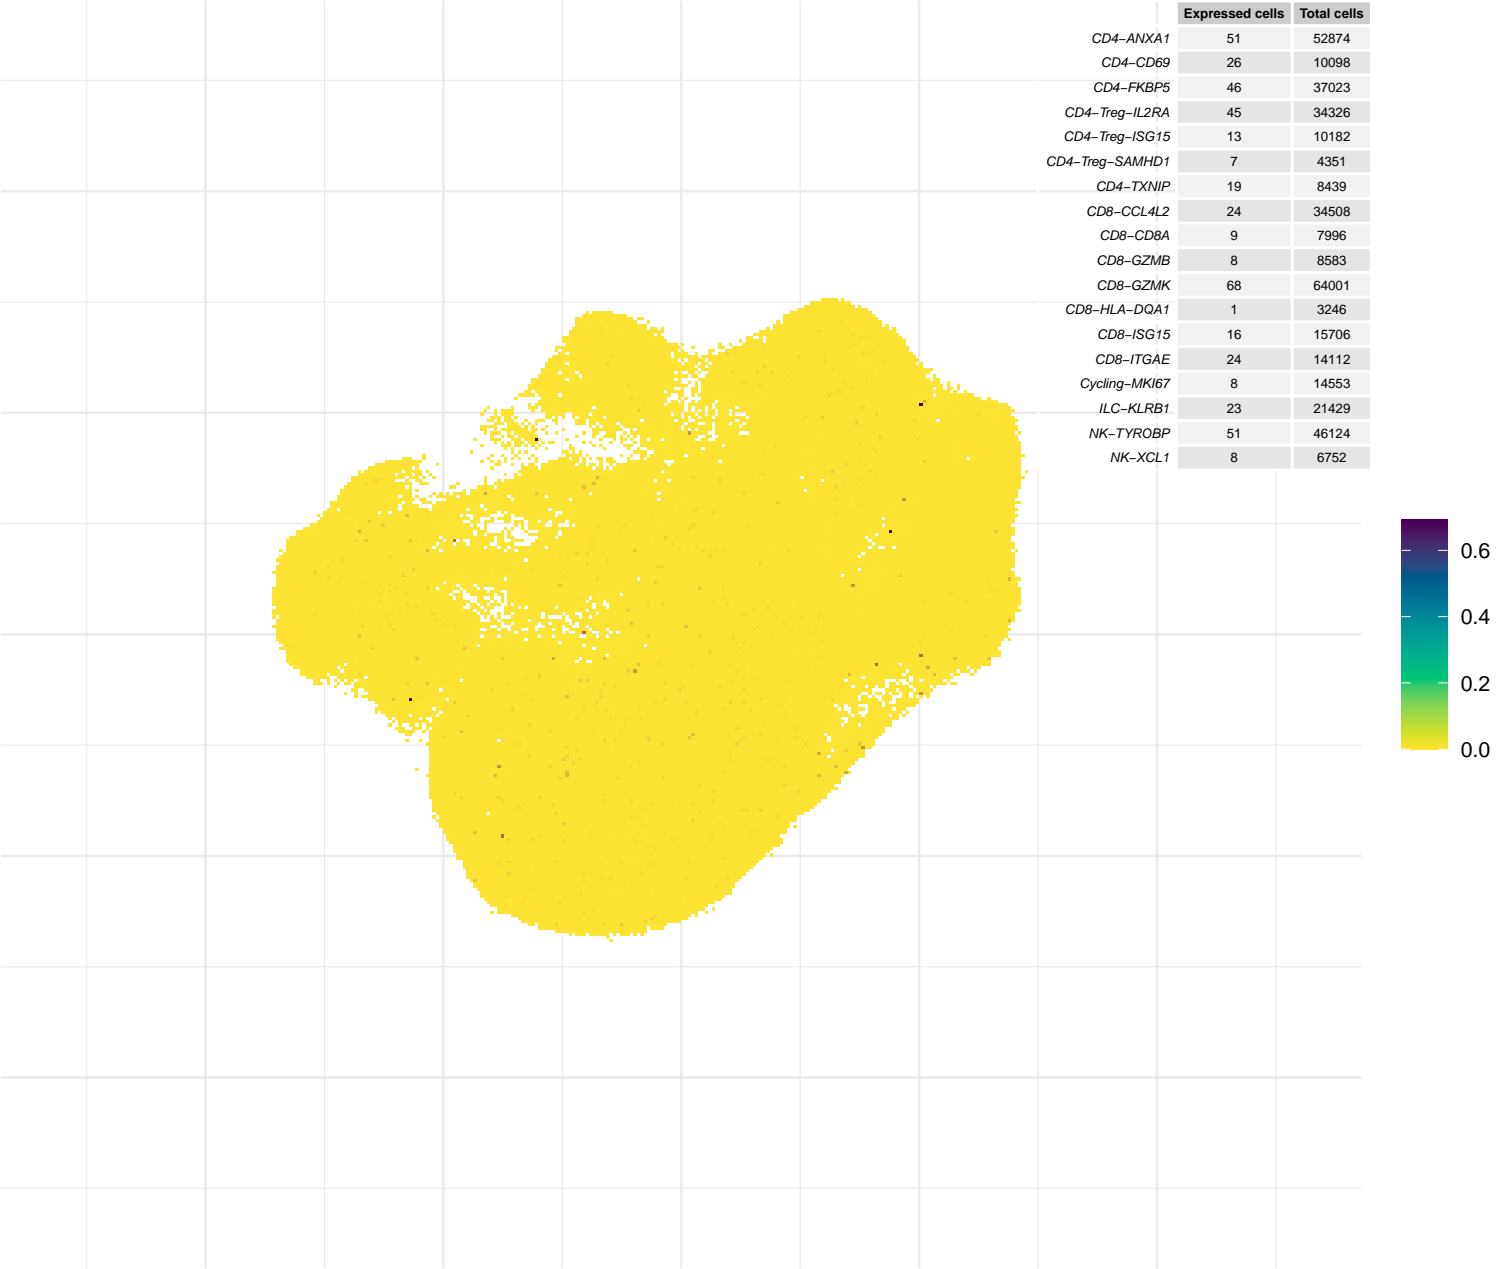 Expressed cells Total cells
CD4−ANXA1 51 52874
CD4−CD69 26 10098
CD4−FKBP5 46 37023
CD4−Treg−IL2RA 45 34326
CD4−Treg−ISG15 13 10182
CD4−Treg−SAMHD1 7 4351
CD4−TXNIP 19 8439
CD8−CCL4L2 24 34508
CD8−CD8A 9 7996
CD8−GZMB 8 8583
CD8−GZMK 68 64001
CD8−HLA−DQA1 1 3246
CD8−ISG15 16 15706
CD8−ITGAE 24 14112
Cycling−MKI67 8 14553
ILC−KLRB1 23 21429
NK−TYROBP 51 46124
NK−XCL1 8 6752
0.6
0.4
0.2
0.0